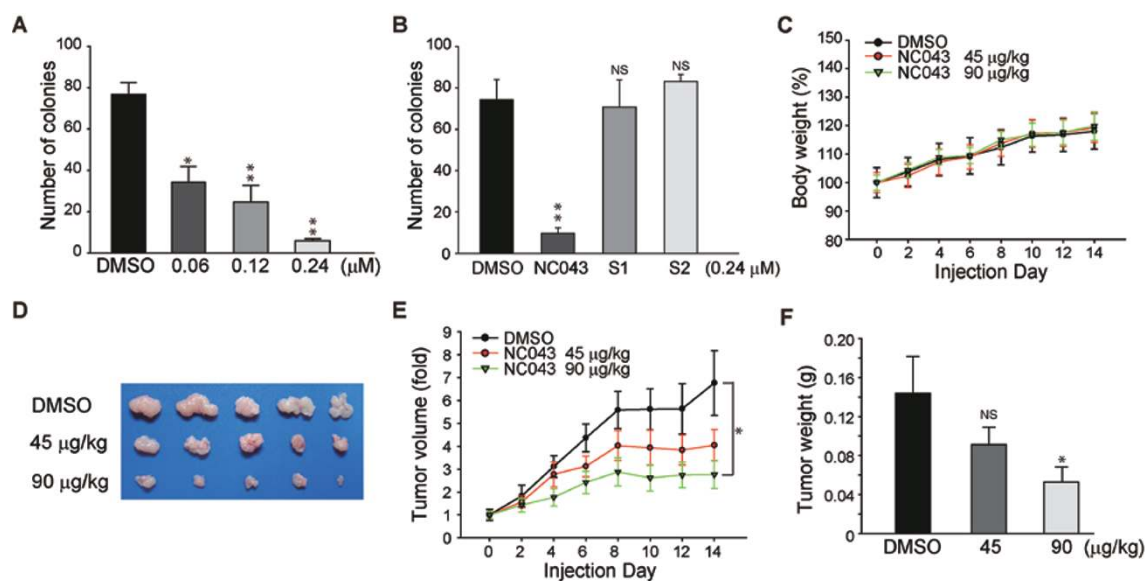 A
Number of colonies
100
80
60
40
20
0
*
**
**
DMSO 0.06 0.12 0.24 (μM)
B
Number of colonies
100
80
60
40
20
0
**
NS
NS
DMSO NC043 S1 S2 (0.24 μM)
C
DMSO
NC043 45 μg/kg
NC043 90 μg/kg
Body weight (%)
150
120
110
100
90
80
0 2 4 6 8 10 12 14
Injection Day
D
DMSO
45 μg/kg
90 μg/kg
E
DMSO
NC043 45 μg/kg
NC043 90 μg/kg
Tumor volume (fold)
9
8
7
6
5
4
3
2
1
0
*
0 2 4 6 8 10 12 14
Injection Day
F
Tumor weight (g)
0.20
0.16
0.12
0.08
0.04
0.00
NS
*
DMSO 45 90 (μg/kg)